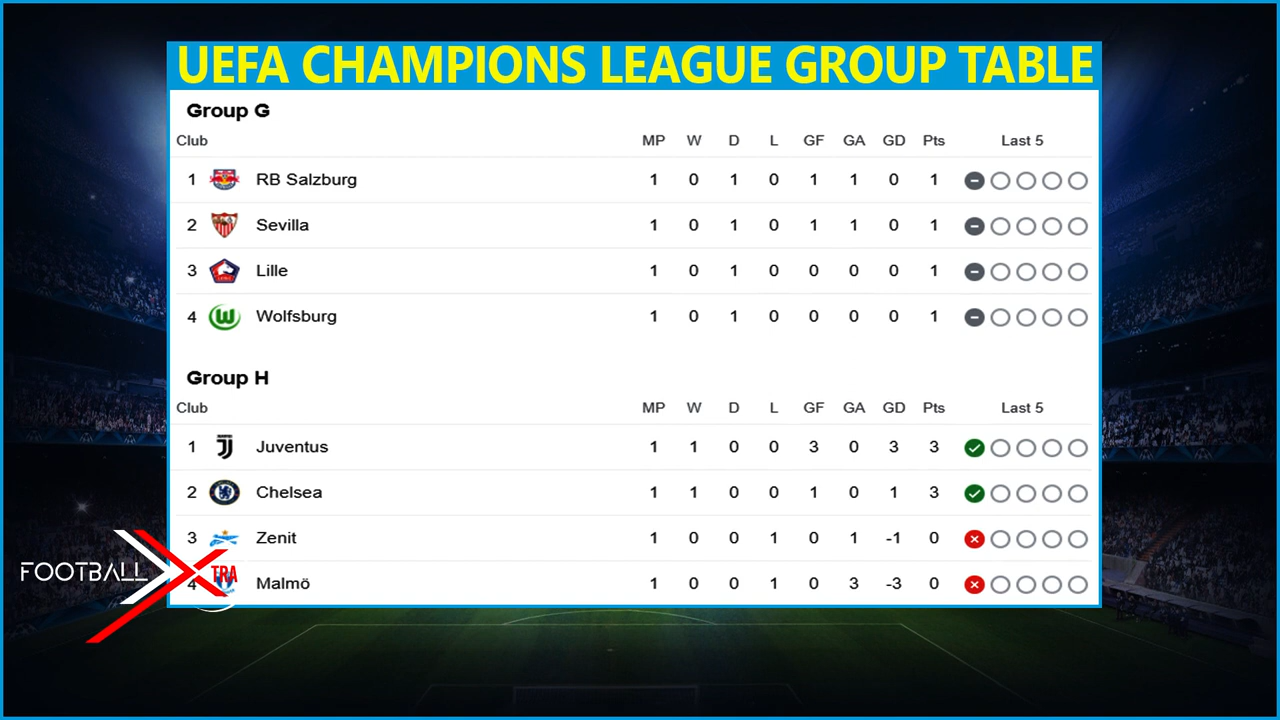 UEFA CHAMPIONS LEAGUE GROUP TABLE
Group G
Club MP W D L GF GA GD Pts Last 5
1 RB Salzburg 1 0 1 0 1 1 0 1
2 Sevilla 1 0 1 0 1 1 0 1
3 Lille 1 0 1 0 0 0 0 1
4 Wolfsburg 1 0 1 0 0 0 0 1
Group H
Club MP W D L GF GA GD Pts Last 5
1 Juventus 1 1 0 0 3 0 3 3
2 Chelsea 1 1 0 0 1 0 1 3
3 Zenit 1 0 0 1 0 1 -1 0
FOOTBALL XTRA
4 Malmö 1 0 0 1 0 3 -3 0